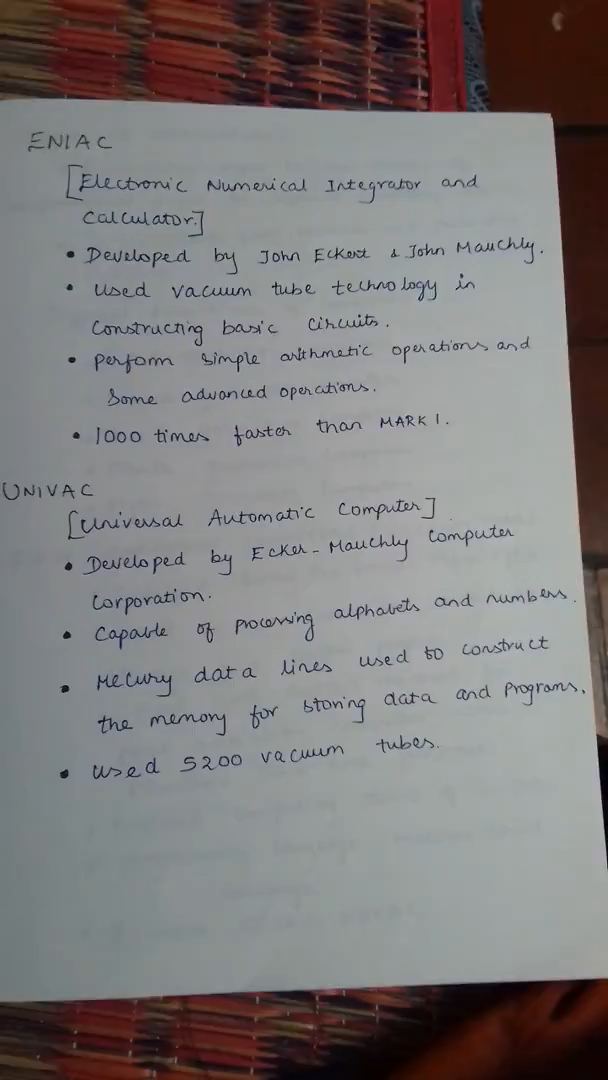 ENIAC
[Electronic Numerical Integrator and
Calculator.]
• Developed by John Eckert & John Mauchly.
• Used vacuum tube technology in
constructing basic circuits.
• perform simple arithmetic operations and
some advanced operations.
• 1000 times faster than MARK 1.
UNIVAC
[Universal Automatic Computer]
• Developed by Ecker-Mauchly Computer
Corporation.
• Capable of processing alphabets and numbers.
• Mecury data lines used to construct
the memory for storing data and programs.
• Used 5200 vacuum tubes.